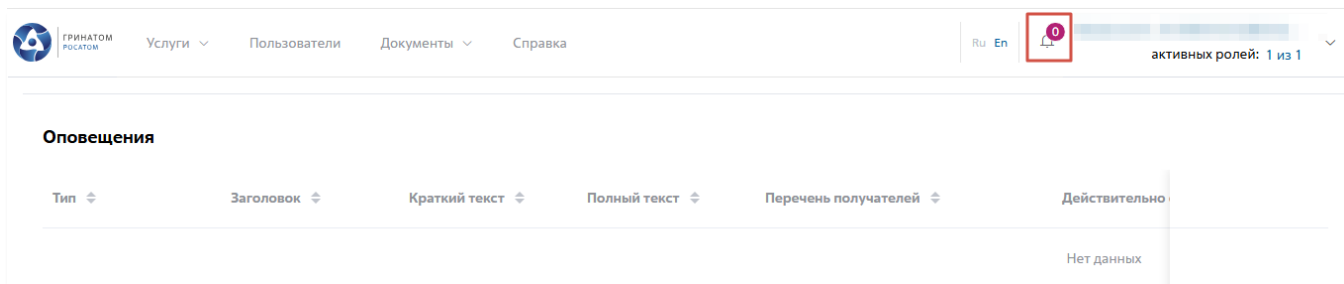 ГРИНАТОМ
РОСАТОМ
Услуги Пользователи Документы Справка Ru En 0
активных ролей: 1 из 1
Оповещения
Тип Заголовок Краткий текст Полный текст Перечень получателей Действительно
Нет данных